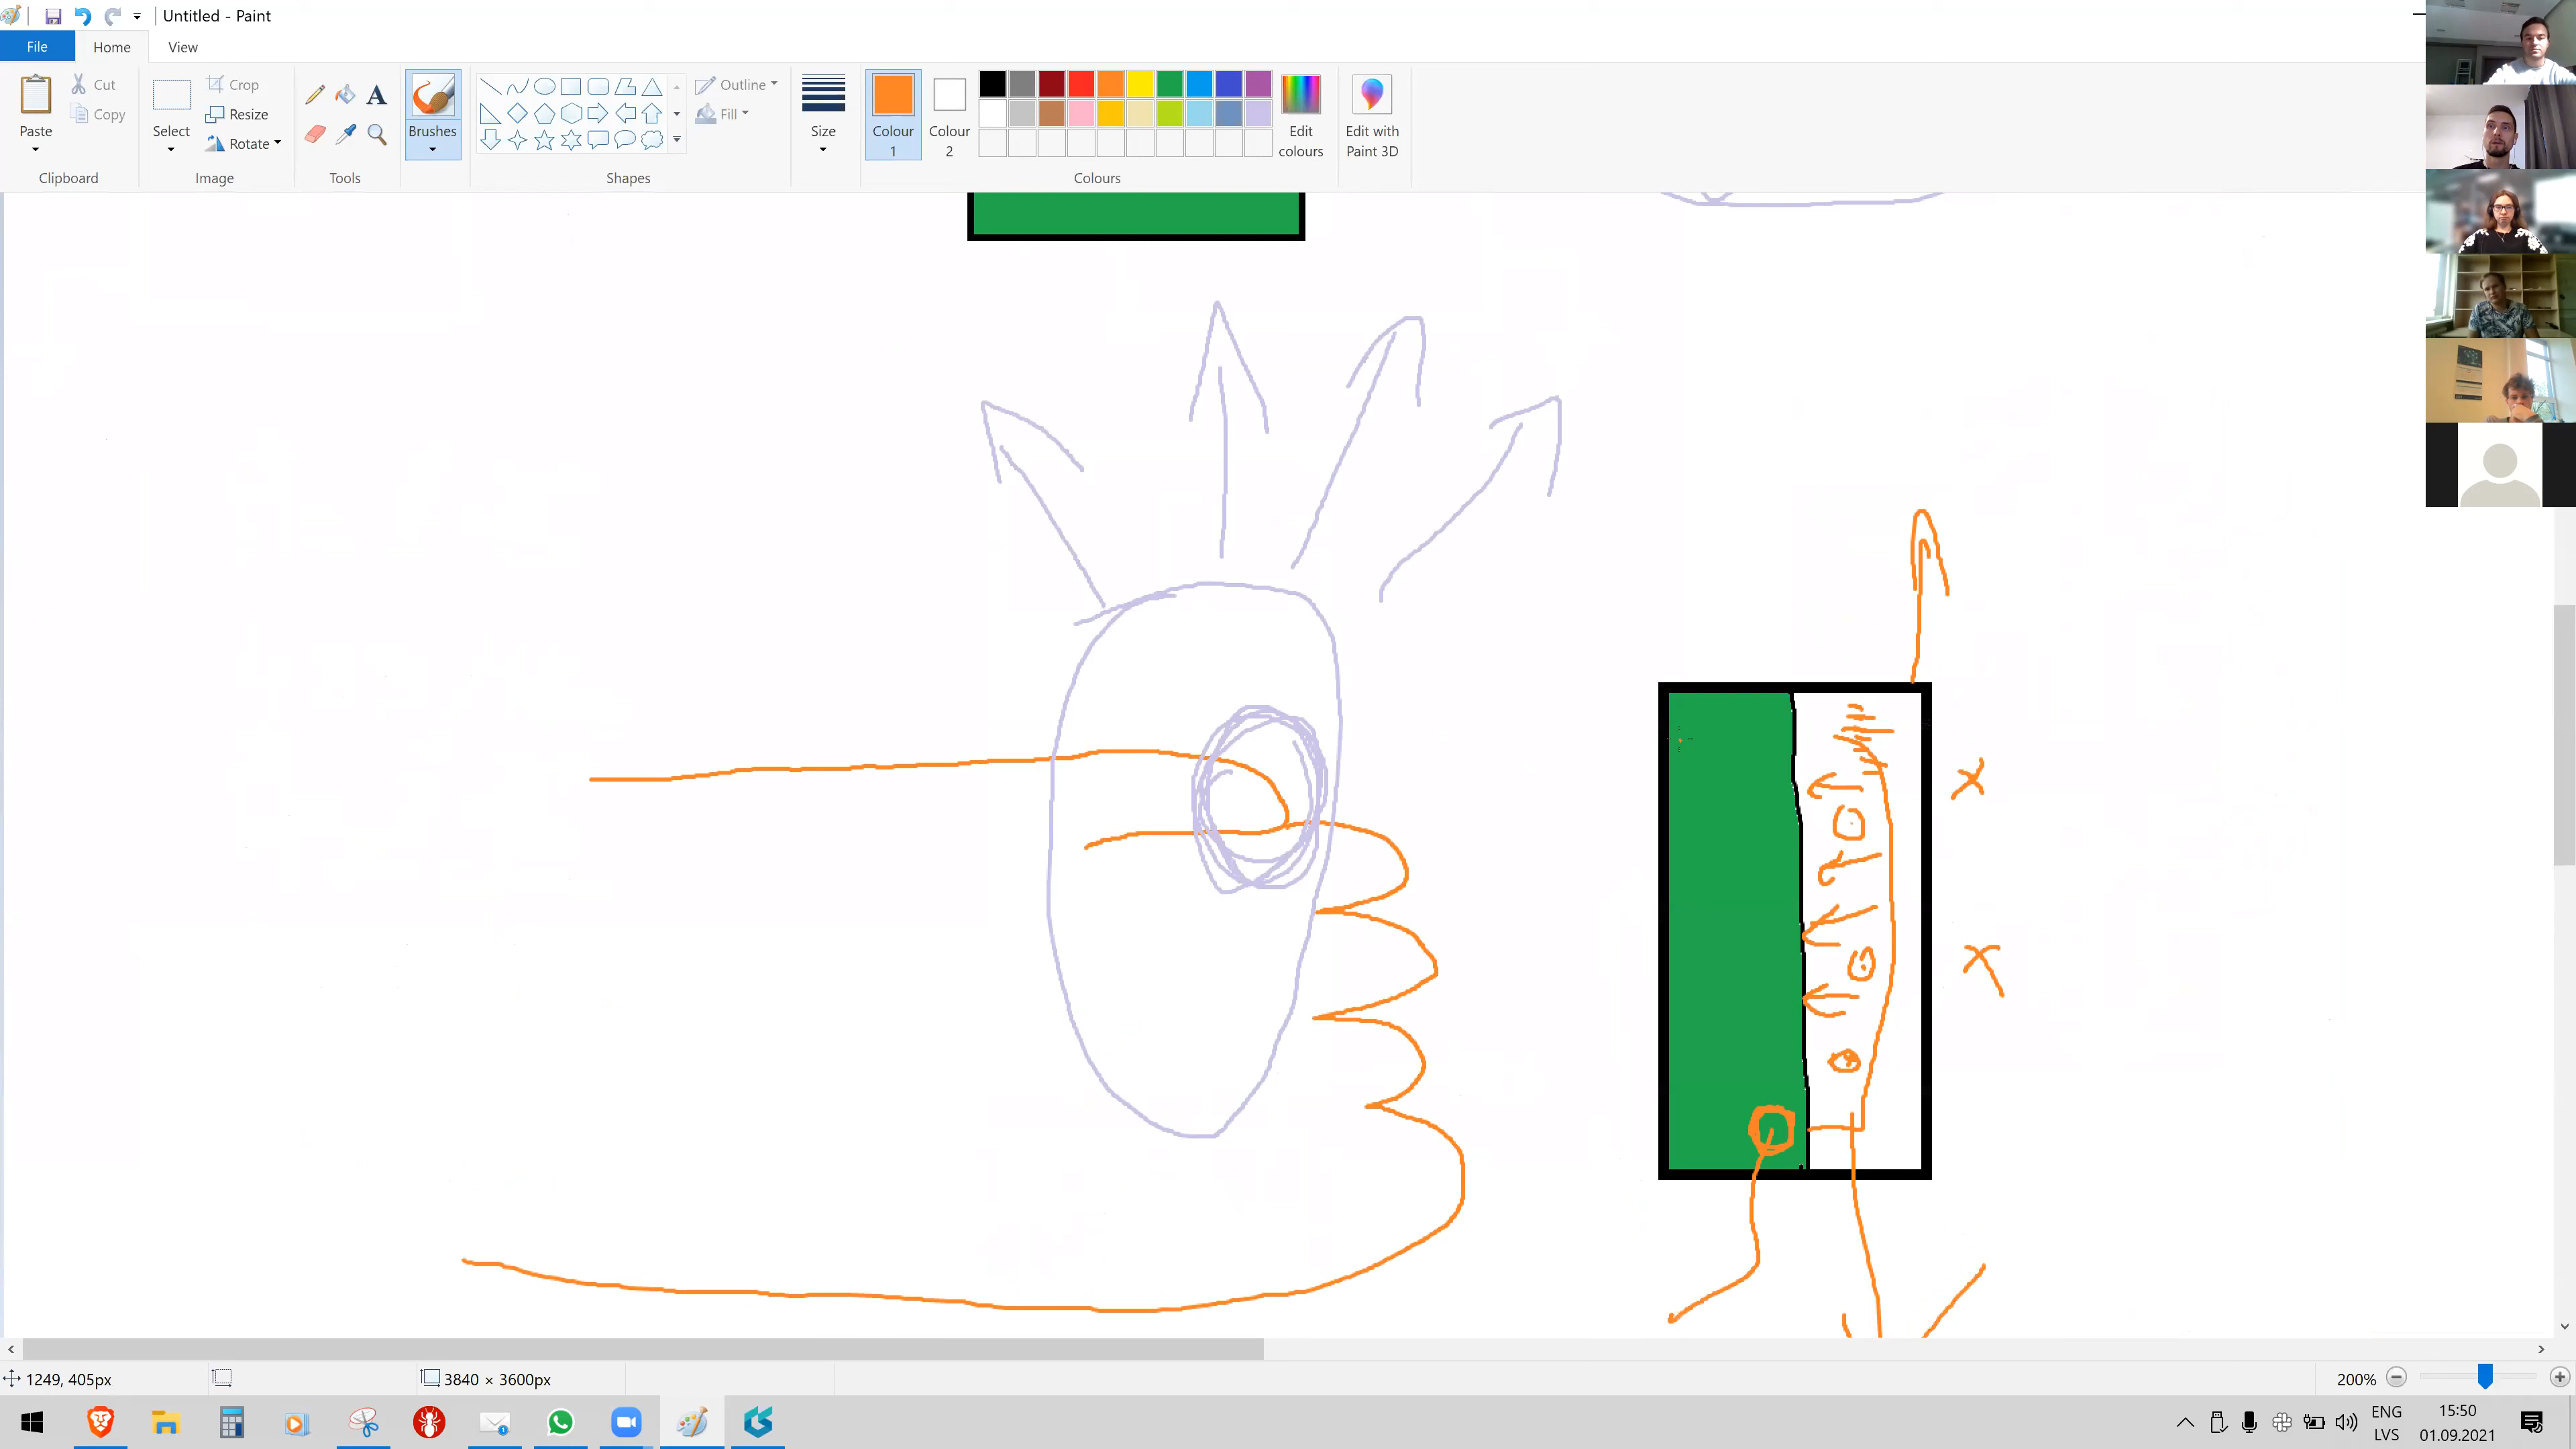 Untitled - Paint
File Home View
Paste Cut
Copy
Clipboard
Select Crop
Resize
Rotate
Image
Tools
Brushes
Outline
Fill
Shapes
Size
Colour 1
Colour 2
Edit colours
Edit with Paint 3D
Colours
x
x
1249, 405px
3840 × 3600px
200%
ENG
LVS
15:50
01.09.2021